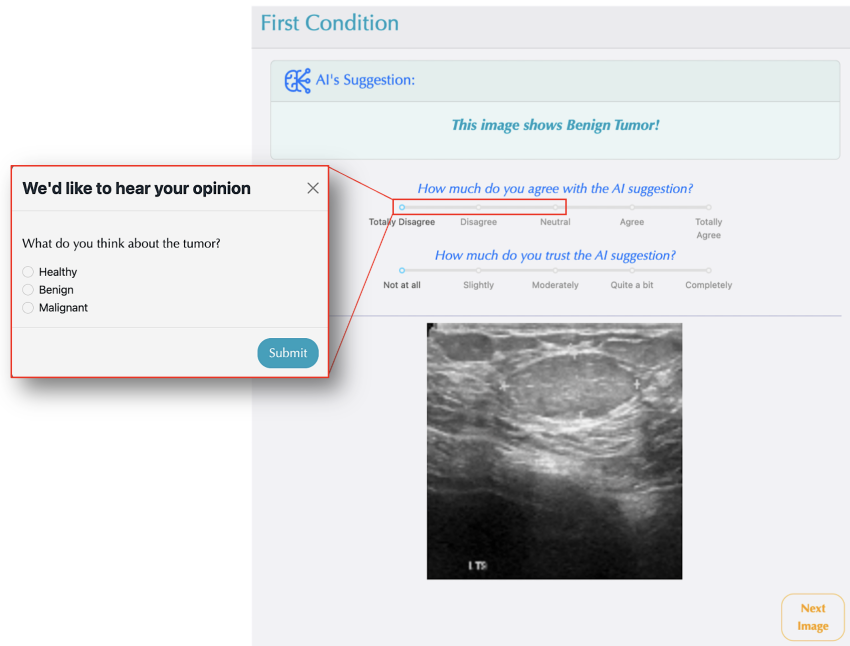 First Condition
AI's Suggestion:
This image shows Benign Tumor!
We'd like to hear your opinion
What do you think about the tumor?
Healthy
Benign
Malignant
Submit
How much do you agree with the AI suggestion?
Totally Disagree
Disagree
Neutral
Agree
Totally
Agree
How much do you trust the AI suggestion?
Not at all
Slightly
Moderately
Quite a bit
Completely
Next
Image